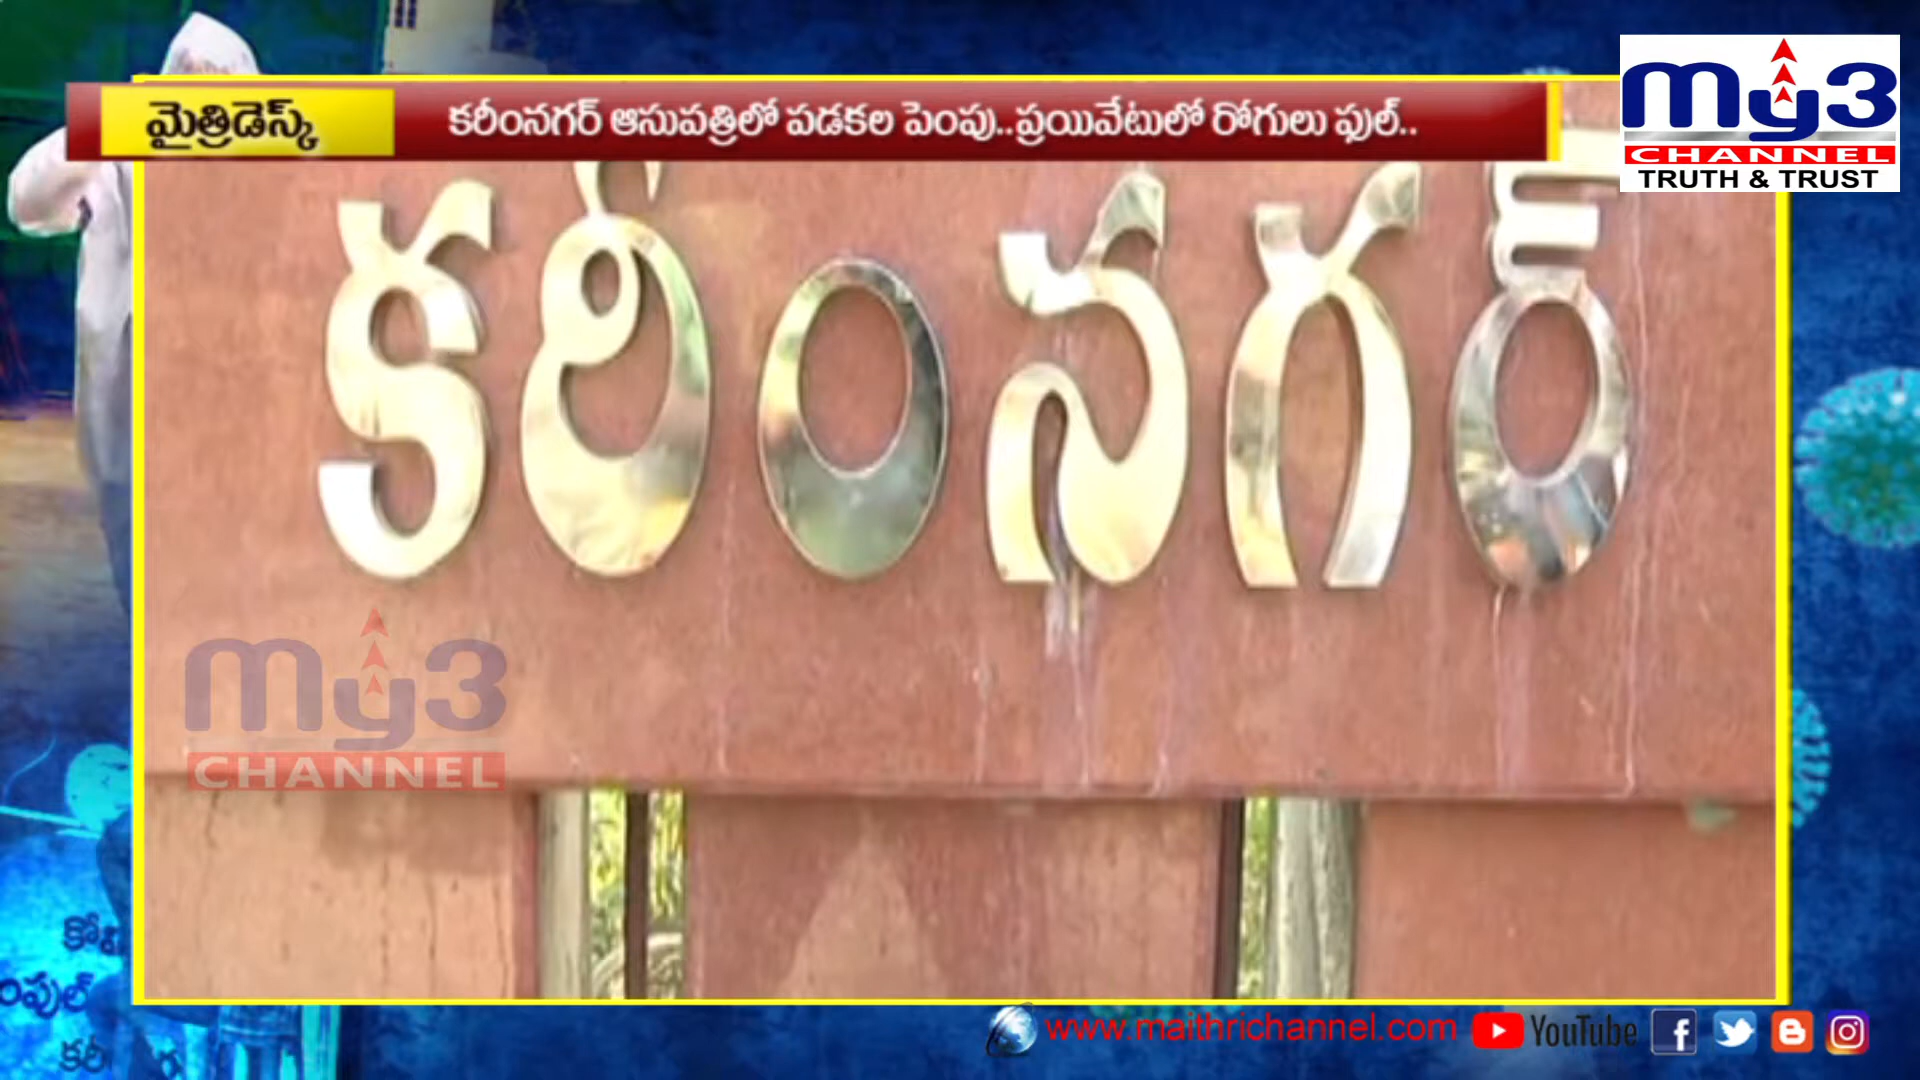 మైత్రిడెస్క్ కరీంనగర్ ఆసుపత్రిలో పడకల పెంపు..ప్రయివేటులో రోగులు ఫుల్..
my3
CHANNEL
TRUTH & TRUST
కరీంనగర్
my3
CHANNEL
www.maithrichannel.com YouTube